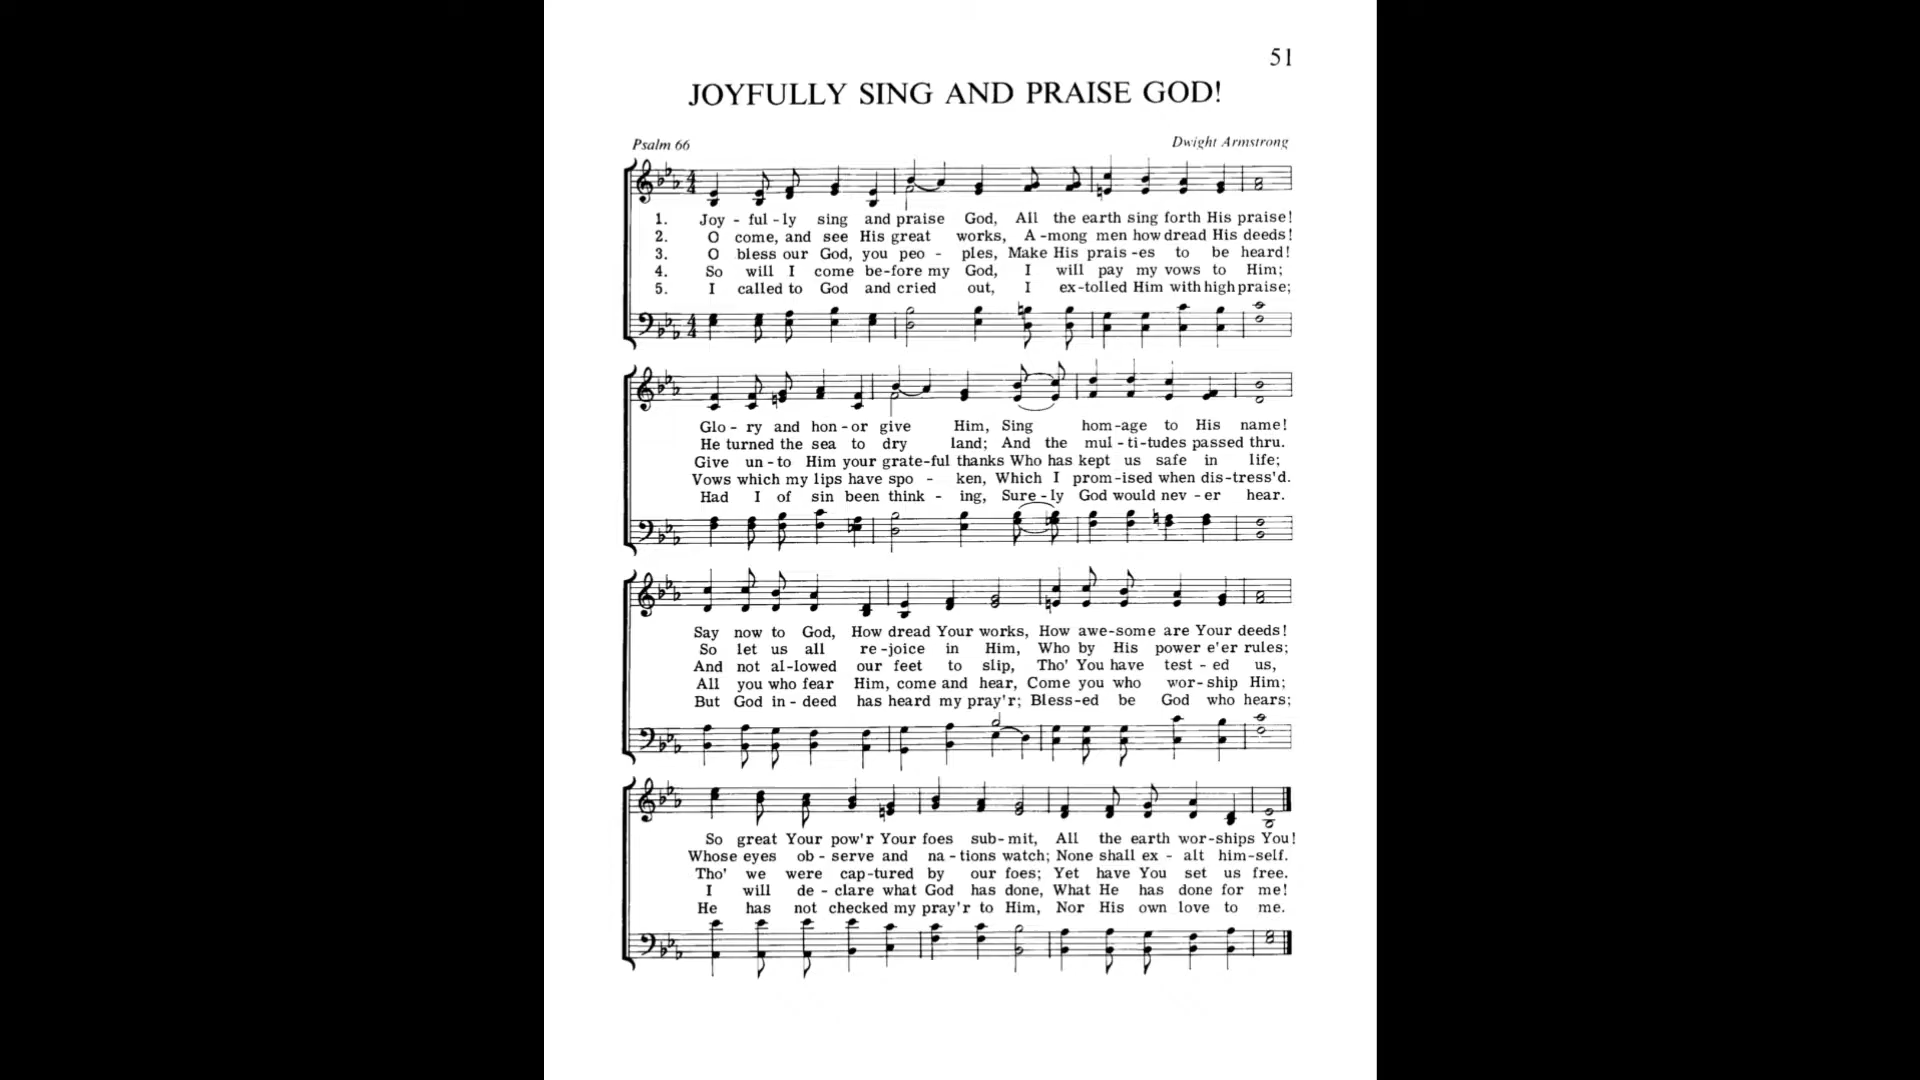 51
JOYFULLY SING AND PRAISE GOD!
Psalm 66
Dwight Armstrong
1. Joy - ful - ly sing and praise God, All the earth sing forth His praise!
2. O come, and see His great works, A - mong men how dread His deeds!
3. O bless our God, you peo - ples, Make His prais - es to be heard!
4. So will I come be - fore my God, I will pay my vows to Him;
5. I called to God and cried out, I ex - tolled Him with high praise;
Glo - ry and hon - or give Him, Sing hom - age to His name!
He turned the sea to dry land; And the mul - ti - tudes passed thru.
Give un - to Him your grate - ful thanks Who has kept us safe in life;
Vows which my lips have spo - ken, Which I prom - ised when dis - tress'd.
Had I of sin been think - ing, Sure - ly God would nev - er hear.
Say now to God, How dread Your works, How awe - some are Your deeds!
So let us all re - joice in Him, Who by His power e'er rules;
And not al - lowed our feet to slip, Tho' You have test - ed us,
All you who fear Him, come and hear, Come you who wor - ship Him;
But God in - deed has heard my pray'r; Bless - ed be God who hears;
So great Your pow'r Your foes sub - mit, All the earth wor - ships You!
Whose eyes ob - serve and na - tions watch; None shall ex - alt him - self.
Tho' we were cap - tured by our foes; Yet have You set us free.
I will de - clare what God has done, What He has done for me!
He has not checked my pray'r to Him, Nor His own love to me.